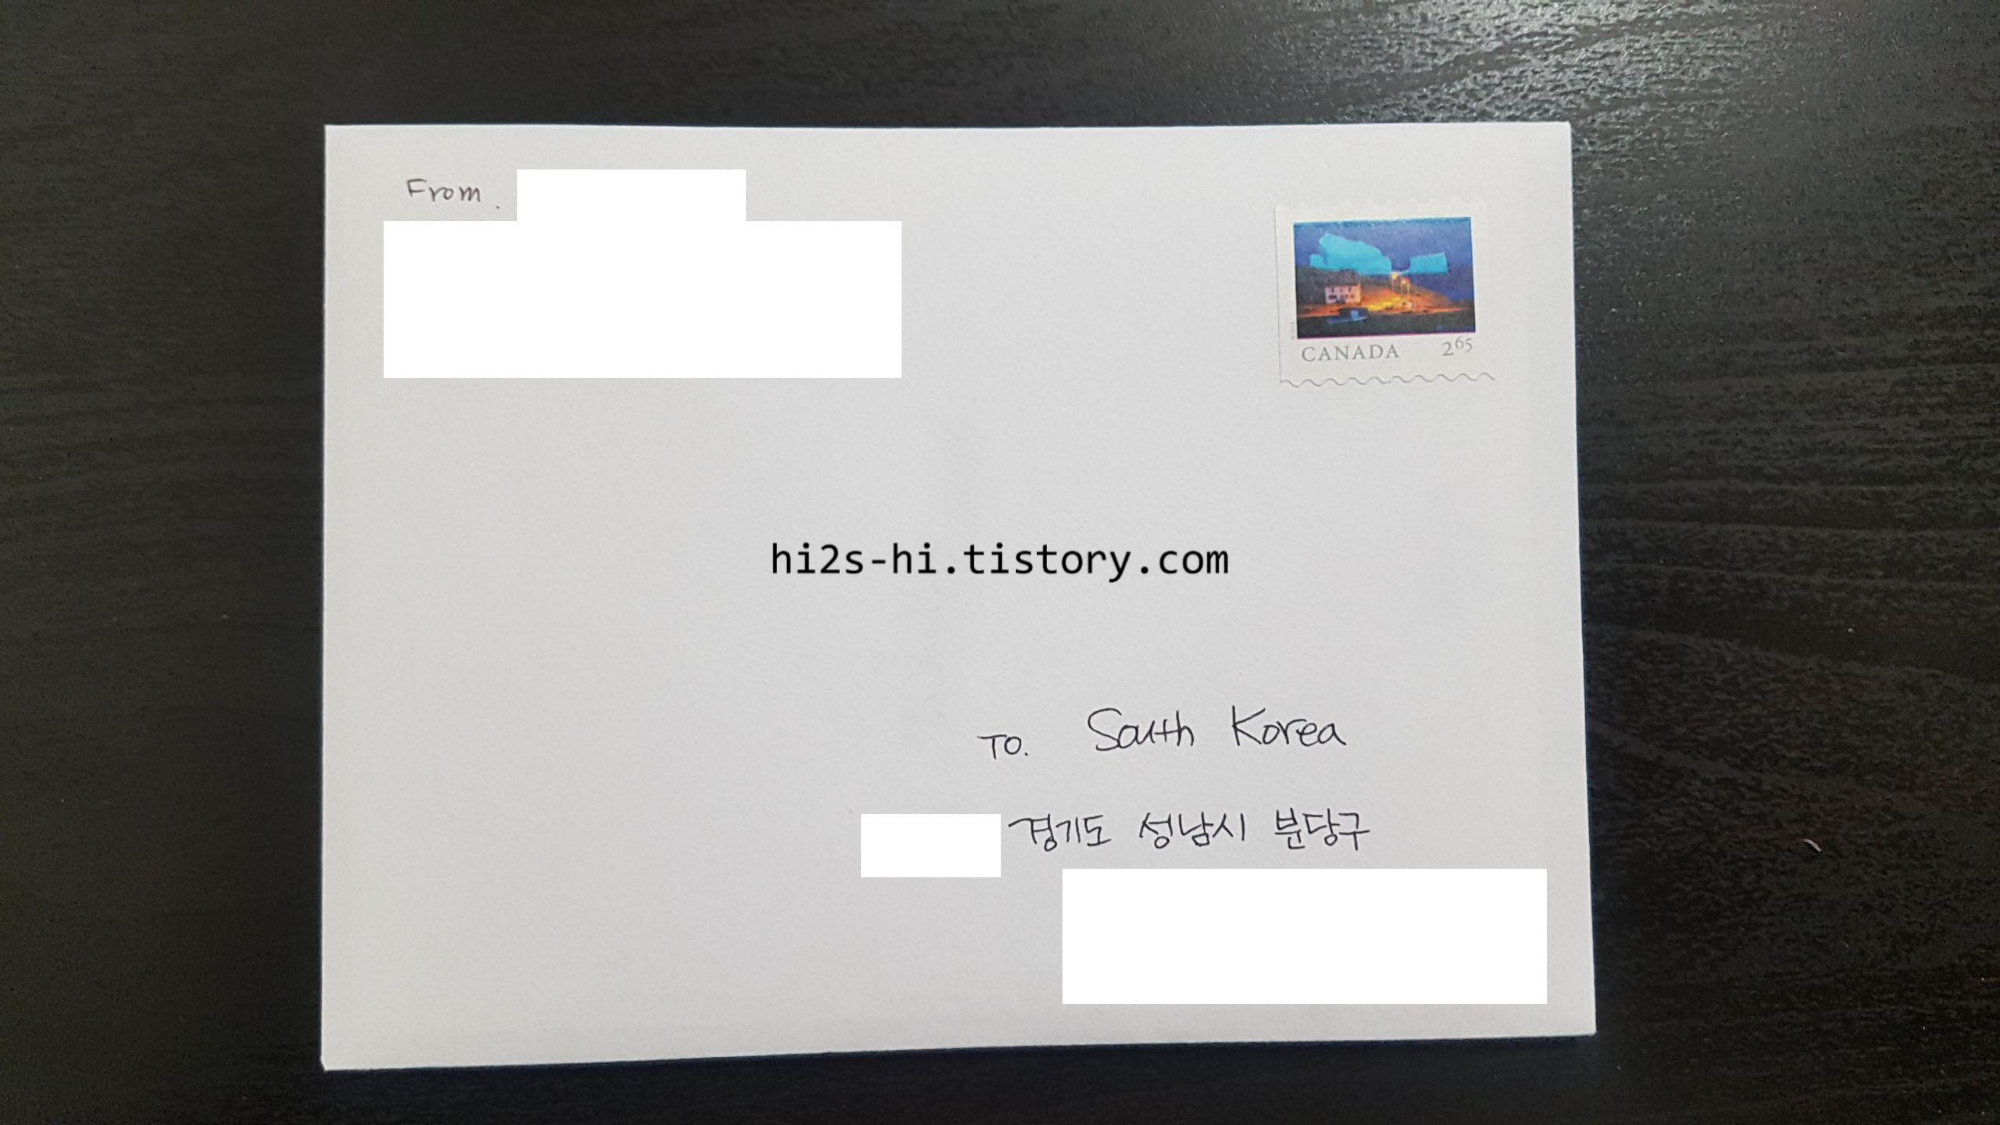 From.
CANADA 2⁶⁵
hi2s-hi.tistory.com
TO. South Korea
경기도 성남시 분당구